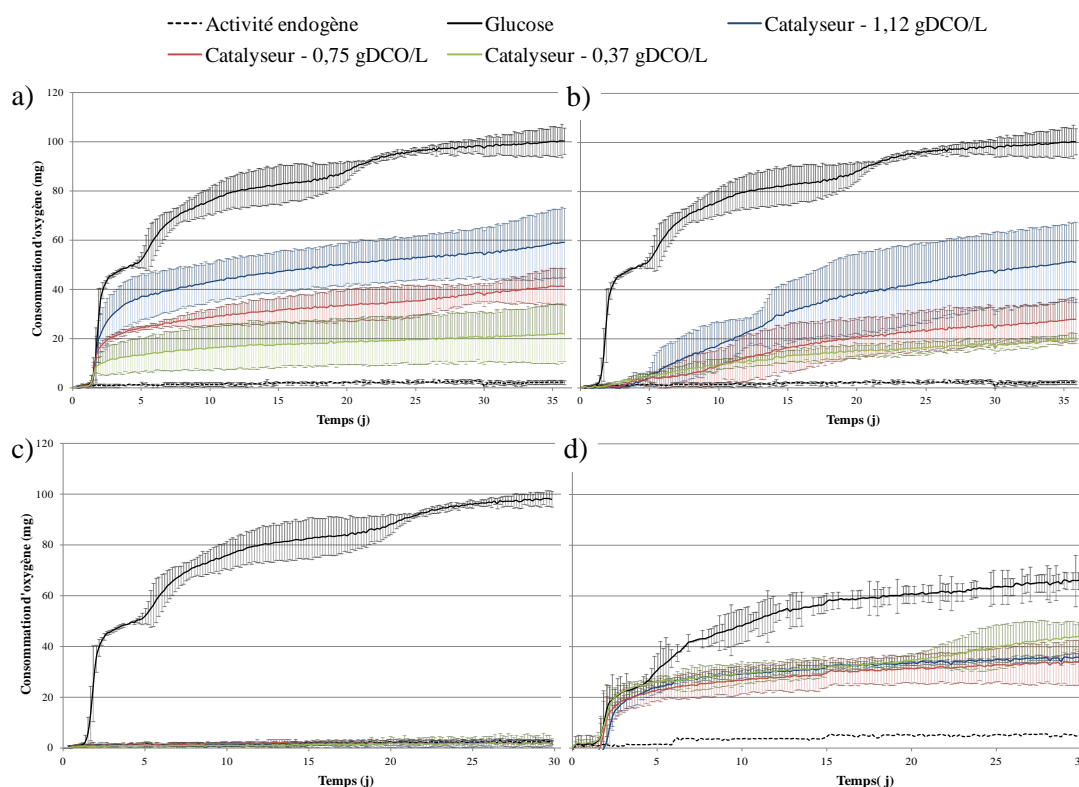 Activité endogène Glucose Catalyseur - 1,12 gDCO/L
Catalyseur - 0,75 gDCO/L Catalyseur - 0,37 gDCO/L
a)
120
100
80
60
40
20
0
Consommation d'oxygène (mg)
0 5 10 15 20 25 30 35
Temps (j)
b)
0 5 10 15 20 25 30 35
Temps (j)
c)
120
100
80
60
40
20
0
Consommation d'oxygène (mg)
0 5 10 15 20 25 30
Temps (j)
d)
0 5 10 15 20 25 30
Temps( j)